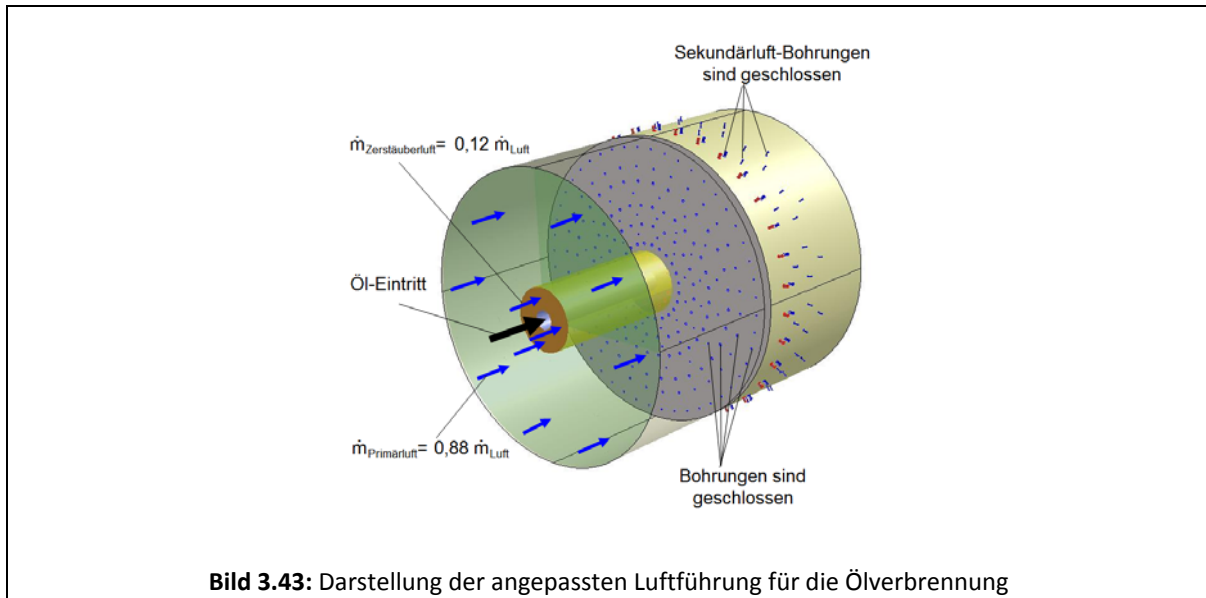 Sekundärluft-Bohrungen
sind geschlossen
ṁZerstäuberluft= 0,12 ṁLuft
Öl-Eintritt
ṁPrimärluft= 0,88 ṁLuft
Bohrungen sind
geschlossen
Bild 3.43: Darstellung der angepassten Luftführung für die Ölverbrennung